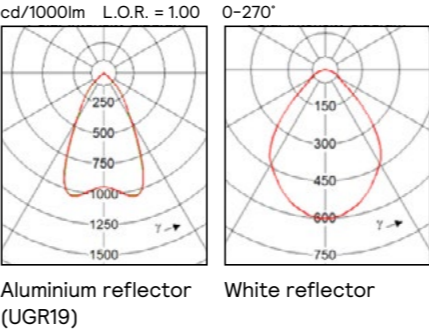 cd/1000lm L.O.R. = 1.00 0-270°
250
500
750
1000
1250
1500
γ
150
300
450
600
750
γ
Aluminium reflector
(UGR19)
White reflector